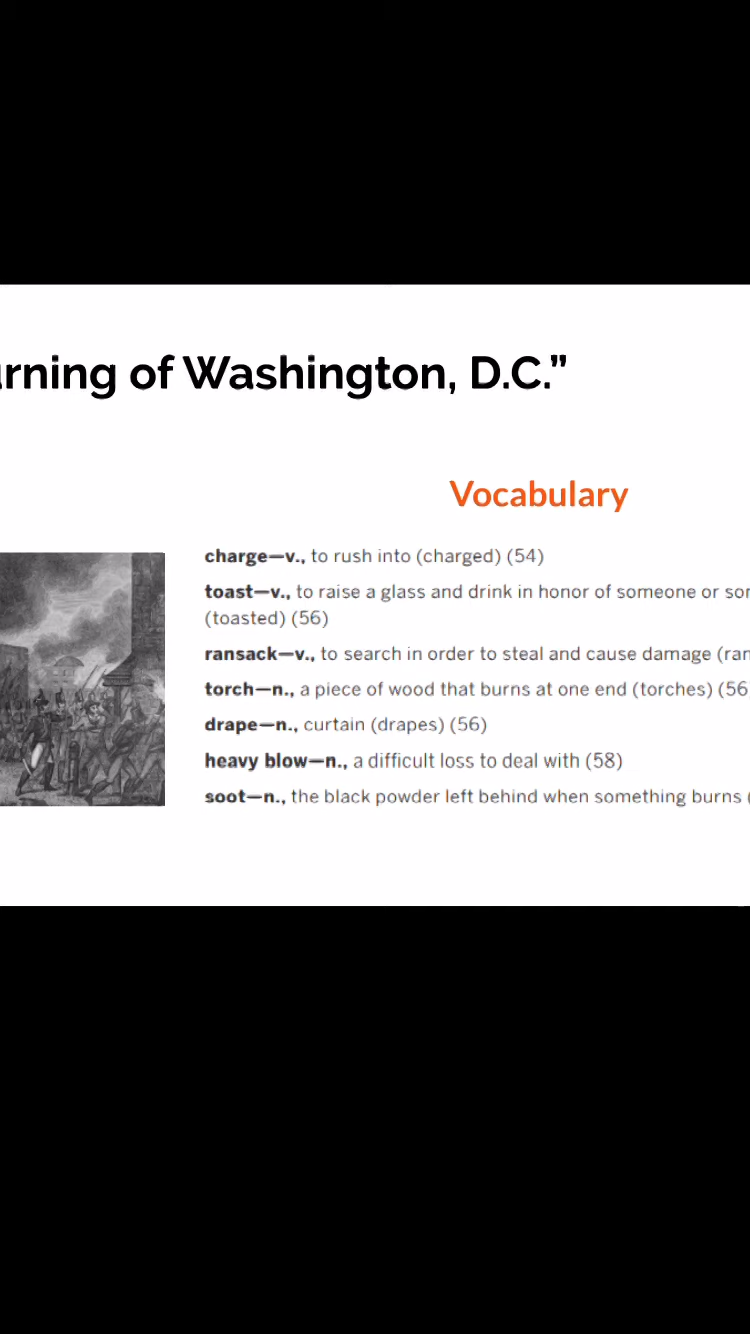 of Washington, D.C.”
Vocabulary
charge—v., to rush into (charged) (54)
toast—v., to raise a glass and drink in honor of someone or
(toasted) (56)
ransack—v., to search in order to steal and cause damage
torch—n., a piece of wood that burns at one end (torches) (56
drape—n., curtain (drapes) (56)
heavy blow—n., a difficult loss to deal with (58)
soot—n., the black powder left behind when something burns